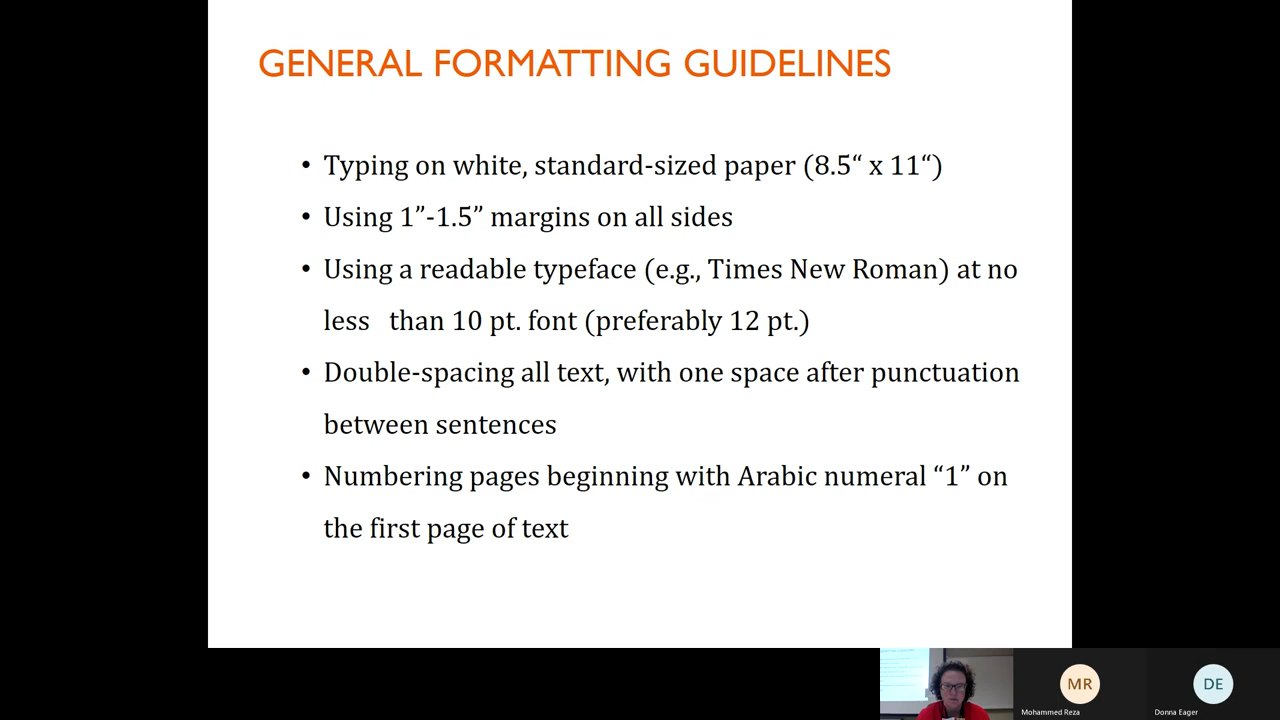 GENERAL FORMATTING GUIDELINES
• Typing on white, standard-sized paper (8.5“ x 11“)
• Using 1”-1.5” margins on all sides
• Using a readable typeface (e.g., Times New Roman) at no
less than 10 pt. font (preferably 12 pt.)
• Double-spacing all text, with one space after punctuation
between sentences
• Numbering pages beginning with Arabic numeral “1” on
the first page of text
MR
DE
Mohammed Reza
Donna Eager